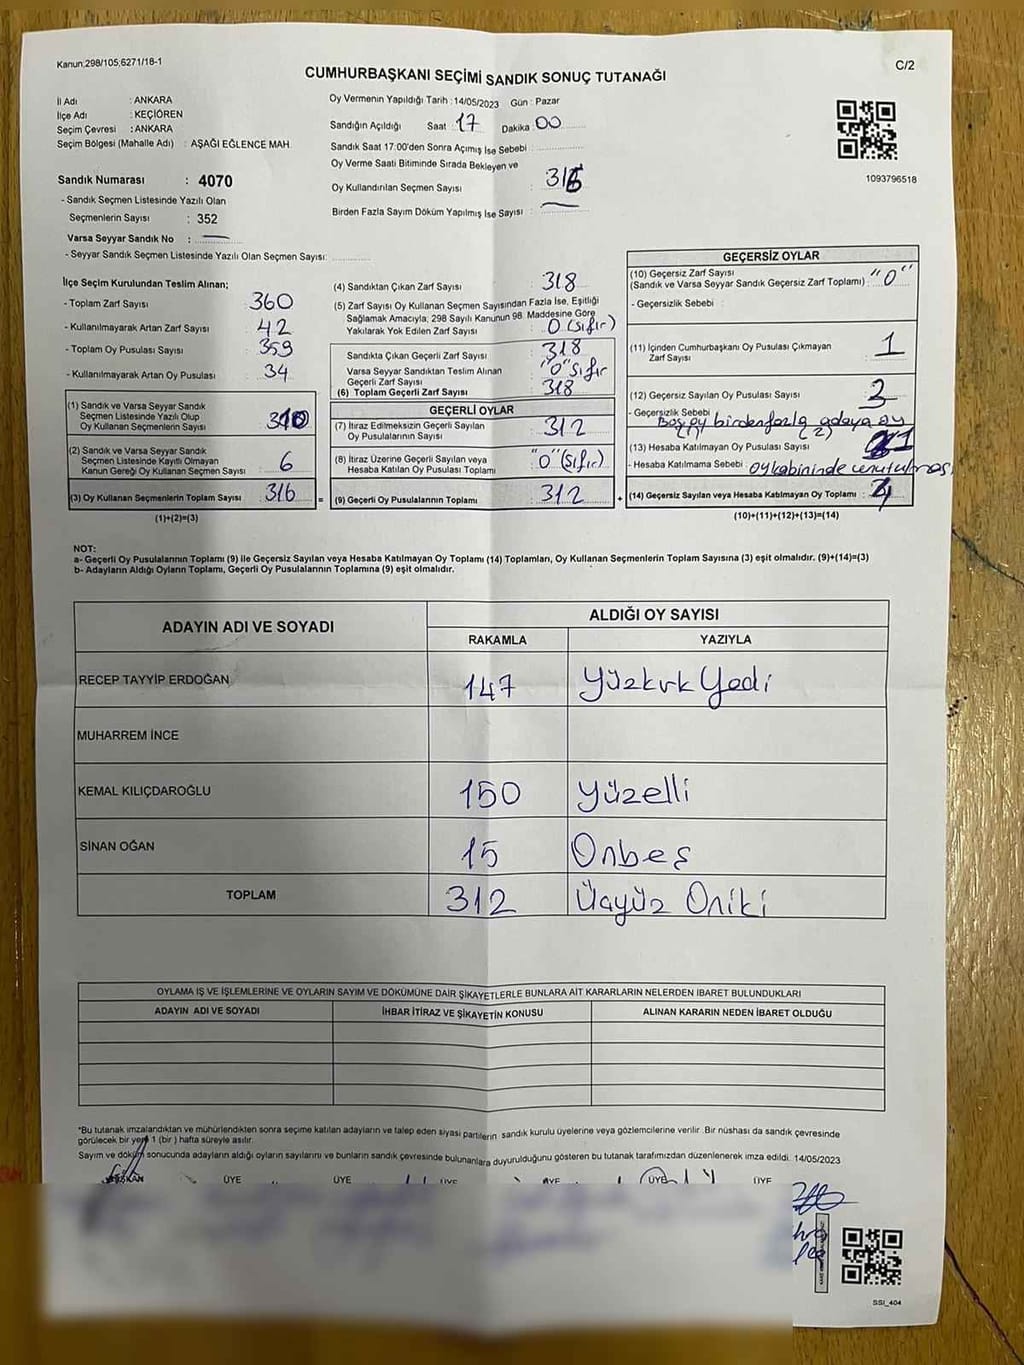 Kanun;298/105;6271/18-1
C/2
CUMHURBAŞKANI SEÇİMİ SANDIK SONUÇ TUTANAĞI
İl Adı : ANKARA
İlçe Adı : KEÇİÖREN
Seçim Çevresi : ANKARA
Seçim Bölgesi (Mahalle Adı) : AŞAĞI EĞLENCE MAH.
Sandık Numarası : 4070
- Sandık Seçmen Listesinde Yazılı Olan
Seçmenlerin Sayısı : 352
Varsa Seyyar Sandık No : —
- Seyyar Sandık Seçmen Listesinde Yazılı Olan Seçmen Sayısı:
Oy Vermenin Yapıldığı Tarih : 14/05/2023 Gün : Pazar
Sandığın Açıldığı Saat : 17 Dakika : 00
Sandık Saat 17:00'den Sonra Açımış İse Sebebi :
Oy Verme Saati Bitiminde Sırada Bekleyen ve
Oy Kullandırılan Seçmen Sayısı : 316
Birden Fazla Sayım Döküm Yapılmış İse Sayısı : —
1093796518
İlçe Seçim Kurulundan Teslim Alınan;
- Toplam Zarf Sayısı 360
- Kullanılmayarak Artan Zarf Sayısı : 42
- Toplam Oy Pusulası Sayısı : 353
- Kullanılmayarak Artan Oy Pusulası : 34
(1) Sandık ve Varsa Seyyar Sandık
Seçmen Listesinde Yazılı Olup
Oy Kullanan Seçmenlerin Sayısı 310
(2) Sandık ve Varsa Seyyar Sandık
Seçmen Listesinde Kayıtlı Olmayan
Kanun Gereği Oy Kullanan Seçmen Sayısı : 6
(3) Oy Kullanan Seçmenlerin Toplam Sayısı : 316 =
(1)+(2)=(3)
(4) Sandıktan Çıkan Zarf Sayısı : 318
(5) Zarf Sayısı Oy Kullanan Seçmen Sayısından Fazla İse, Eşitliği
Sağlamak Amacıyla; 298 Sayılı Kanunun 98. Maddesine Göre
Yakılarak Yok Edilen Zarf Sayısı : 0 (sıfır)
Sandıkta Çıkan Geçerli Zarf Sayısı : 318
Varsa Seyyar Sandıktan Teslim Alınan
Geçerli Zarf Sayısı : "0" sıfır
(6) Toplam Geçerli Zarf Sayısı : 318
GEÇERLİ OYLAR
(7) İtiraz Edilmeksizin Geçerli Sayılan
Oy Pusulalarının Sayısı : 312
(8) İtiraz Üzerine Geçerli Sayılan veya
Hesaba Katılan Oy Pusulası Toplamı : "0" (sıfır)
(9) Geçerli Oy Pusulalarının Toplamı : 312 +
GEÇERSİZ OYLAR
(10) Geçersiz Zarf Sayısı
(Sandık ve Varsa Seyyar Sandık Geçersiz Zarf Toplamı) : "0"
- Geçersizlik Sebebi :
(11) İçinden Cumhurbaşkanı Oy Pusulası Çıkmayan
Zarf Sayısı : 1
(12) Geçersiz Sayılan Oy Pusulası Sayısı : 3
- Geçersizlik Sebebi : Boş oy birden fazla adaya oy
(1) (2)
(13) Hesaba Katılmayan Oy Pusulası Sayısı : 1
- Hesaba Katılmama Sebebi : oy kabininde unutulması
(14) Geçersiz Sayılan veya Hesaba Katılmayan Oy Toplamı :
(10)+(11)+(12)+(13)=(14)
NOT:
a- Geçerli Oy Pusulalarının Toplamı (9) ile Geçersiz Sayılan veya Hesaba Katılmayan Oy Toplamı (14) Toplamları, Oy Kullanan Seçmenlerin Toplam Sayısına (3) eşit olmalıdır. (9)+(14)=(3)
b- Adayların Aldığı Oyların Toplamı, Geçerli Oy Pusulalarının Toplamına (9) eşit olmalıdır.
ADAYIN ADI VE SOYADI
ALDIĞI OY SAYISI
RAKAMLA YAZIYLA
RECEP TAYYİP ERDOĞAN 147 Yüzkırk Yedi
MUHARREM İNCE
KEMAL KILIÇDAROĞLU 150 Yüzelli
SİNAN OĞAN 15 Onbeş
TOPLAM 312 Üçyüz Oniki
OYLAMA İŞ VE İŞLEMLERİNE VE OYLARIN SAYIM VE DÖKÜMÜNE DAİR ŞİKAYETLERLE BUNLARA AİT KARARLARIN NELERDEN İBARET BULUNDUKLARI
ADAYIN ADI VE SOYADI İHBAR İTİRAZ VE ŞİKAYETİN KONUSU ALINAN KARARIN NEDEN İBARET OLDUĞU
*Bu tutanak imzalandıktan ve mühürlendikten sonra seçime katılan adayların ve talep eden siyasi partilerin sandık kurulu üyelerine veya gözlemcilerine verilir. Bir nüshası da sandık çevresinde
görülecek bir yere 1 (bir) hafta süreyle asılır.
Sayım ve döküm sonucunda adayların aldığı oyların sayılarını ve bunların sandık çevresinde bulunanlara duyurulduğunu gösteren bu tutanak tarafımızdan düzenlenerek imza edildi. 14/05/2023
BAŞKAN ÜYE ÜYE ÜYE ÜYE ÜYE ÜYE
SSI_404